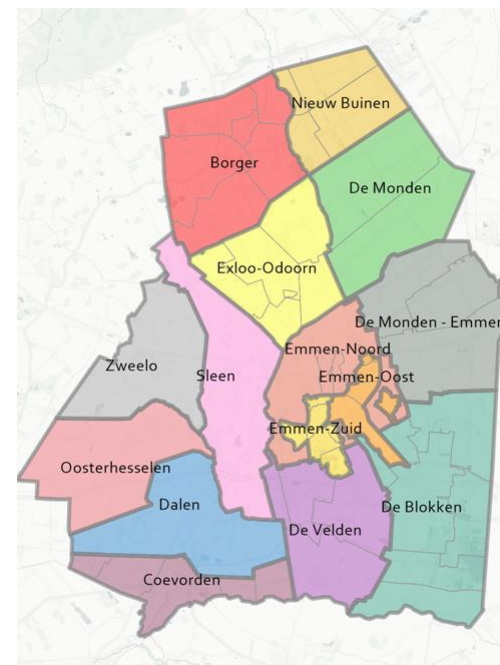 Nieuw Buinen
Borger
De Monden
Exloo-Odoorn
De Monden - Emmen
Emmen-Noord
Zweelo
Sleen
Emmen-Oost
Emmen-Zuid
Oosterhesselen
Dalen
De Blokken
De Velden
Coevorden